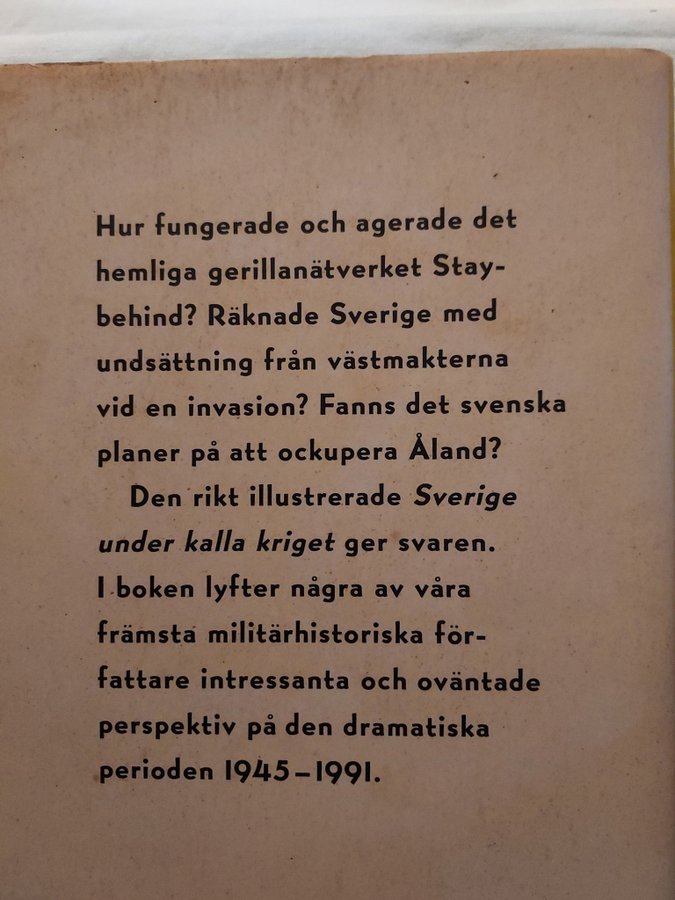 Hur fungerade och agerade det
hemliga gerillanätverket Stay-
behind? Räknade Sverige med
undsättning från västmakterna
vid en invasion? Fanns det svenska
planer på att ockupera Åland?
Den rikt illustrerade Sverige
under kalla kriget ger svaren.
I boken lyfter några av våra
främsta militärhistoriska för-
fattare intressanta och oväntade
perspektiv på den dramatiska
perioden 1945–1991.